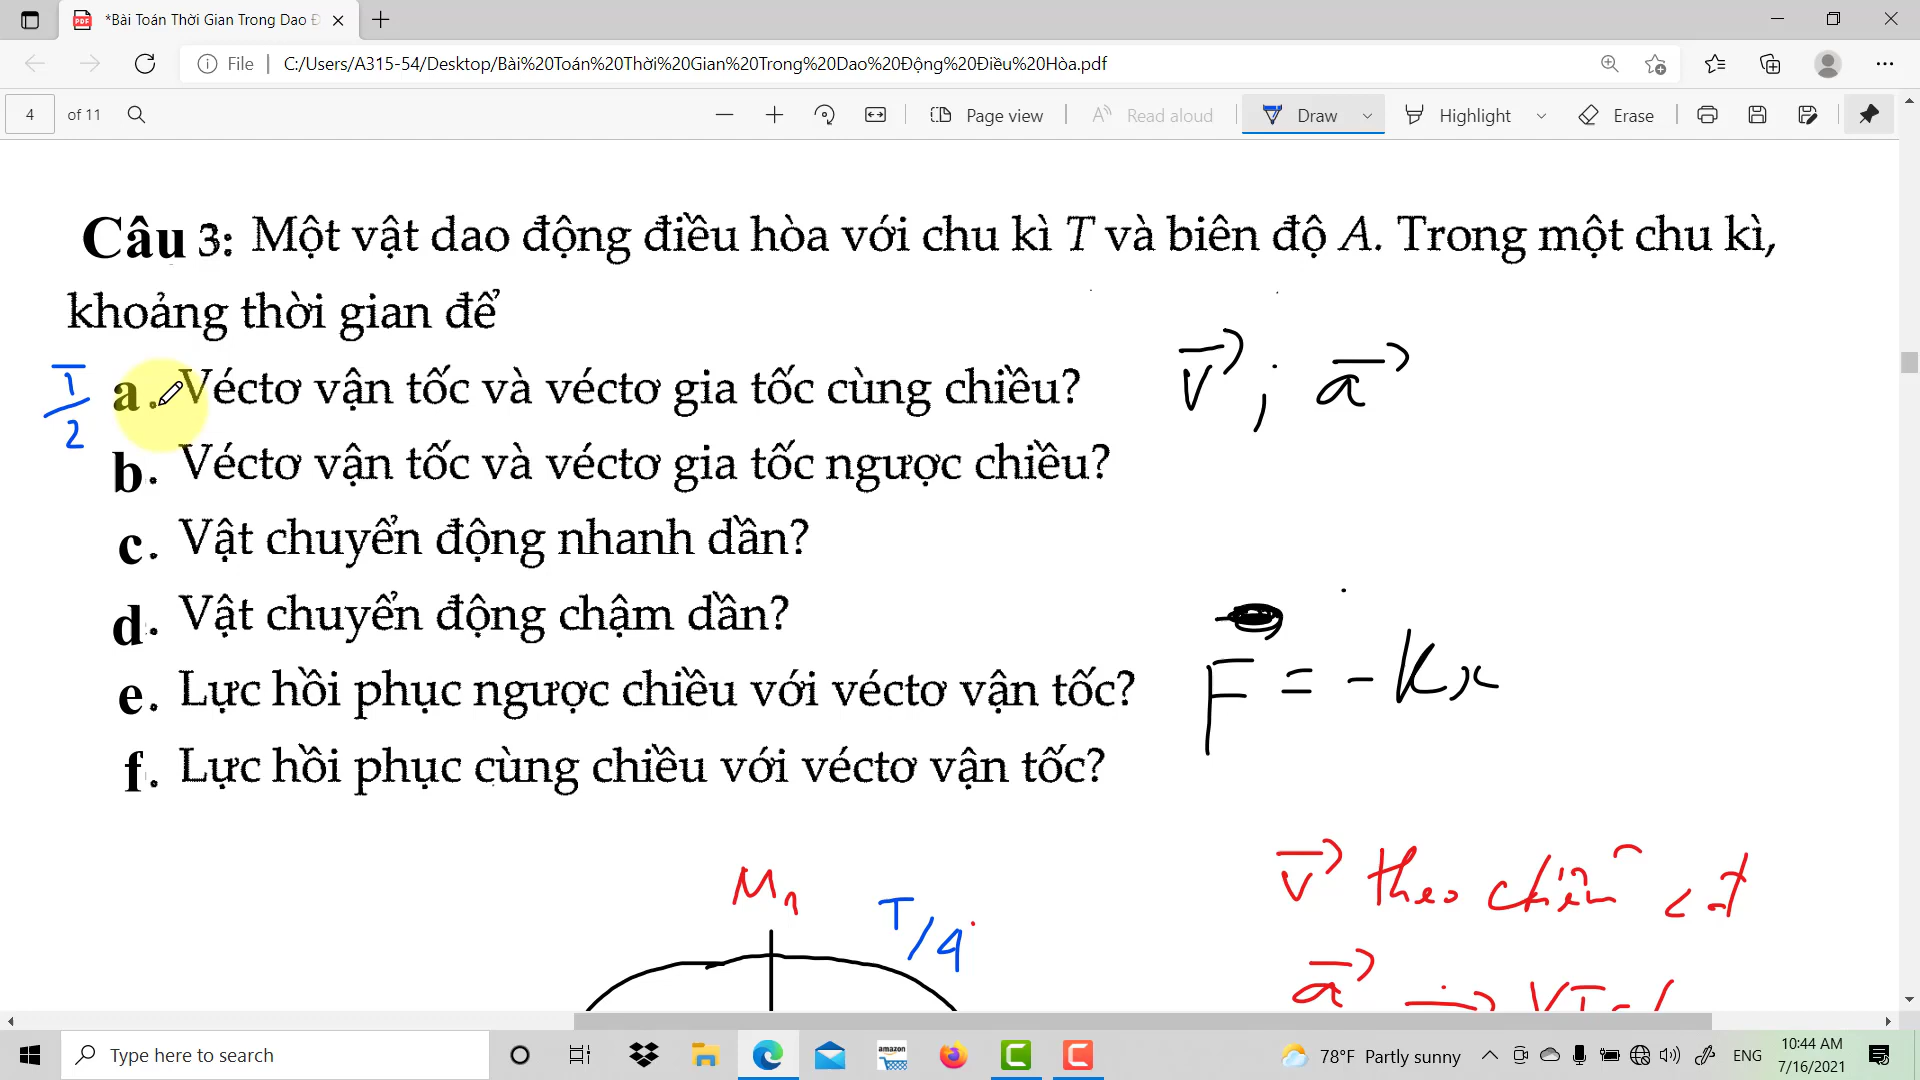 *Bài Toán Thời Gian Trong Dao Đ
File
C:/Users/A315-54/Desktop/Bài%20Toán%20Thời%20Gian%20Trong%20Dao%20Động%20Điều%20Hòa.pdf
4 of 11
Page view
Read aloud
Draw
Highlight
Erase
Câu 3: Một vật dao động điều hòa với chu kì T và biên độ A. Trong một chu kì,
khoảng thời gian để
T/2
a. Véctơ vận tốc và véctơ gia tốc cùng chiều?
v ; a
b. Véctơ vận tốc và véctơ gia tốc ngược chiều?
c. Vật chuyển động nhanh dần?
d. Vật chuyển động chậm dần?
e. Lực hồi phục ngược chiều với véctơ vận tốc?
F = - kx
f. Lực hồi phục cùng chiều với véctơ vận tốc?
v theo chiều cđ
M1
T/4
a
Type here to search
amazon
78°F Partly sunny
ENG
10:44 AM
7/16/2021